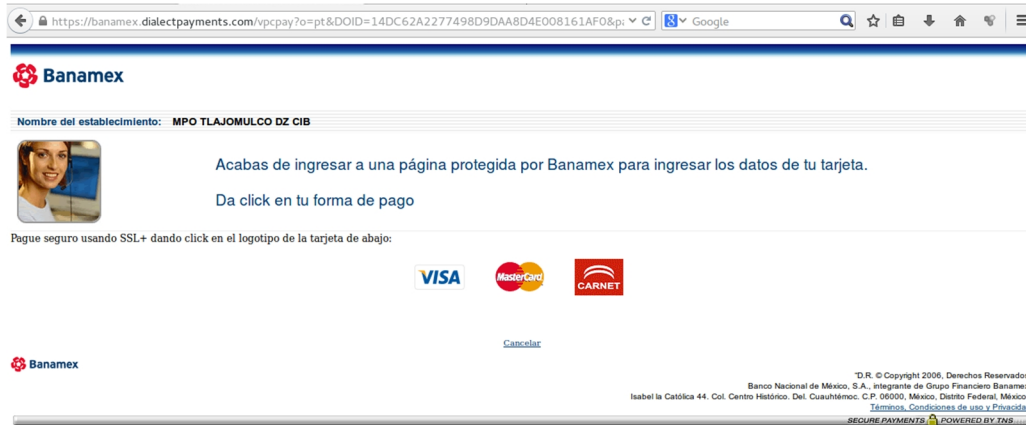 https://banamex.dialectpayments.com/vpcpay?o=pt&DOID=14DC62A2277498D9DAA8D4E008161AF0&pa
8 Google
Banamex
Nombre del establecimiento: MPO TLAJOMULCO DZ CIB
Acabas de ingresar a una página protegida por Banamex para ingresar los datos de tu tarjeta.
Da click en tu forma de pago
Pague seguro usando SSL+ dando click en el logotipo de la tarjeta de abajo:
VISA MasterCard CARNET
Cancelar
Banamex
"D.R. © Copyright 2006, Derechos Reservados
Banco Nacional de México, S.A., integrante de Grupo Financiero Banamex
Isabel la Católica 44. Col. Centro Histórico. Del. Cuauhtémoc. C.P. 06000, México, Distrito Federal, México
Términos, Condiciones de uso y Privacida
SECURE PAYMENTS POWERED BY TNS